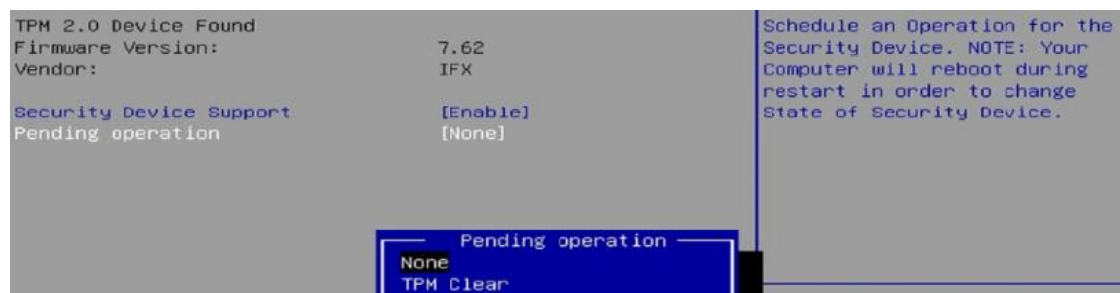 TPM 2.0 Device Found
Firmware Version: 7.62
Vendor: IFX
Security Device Support [Enable]
Pending operation [None]
Schedule an Operation for the
Security Device. NOTE: Your
Computer will reboot during
restart in order to change
State of Security Device.
Pending operation
None
TPM Clear